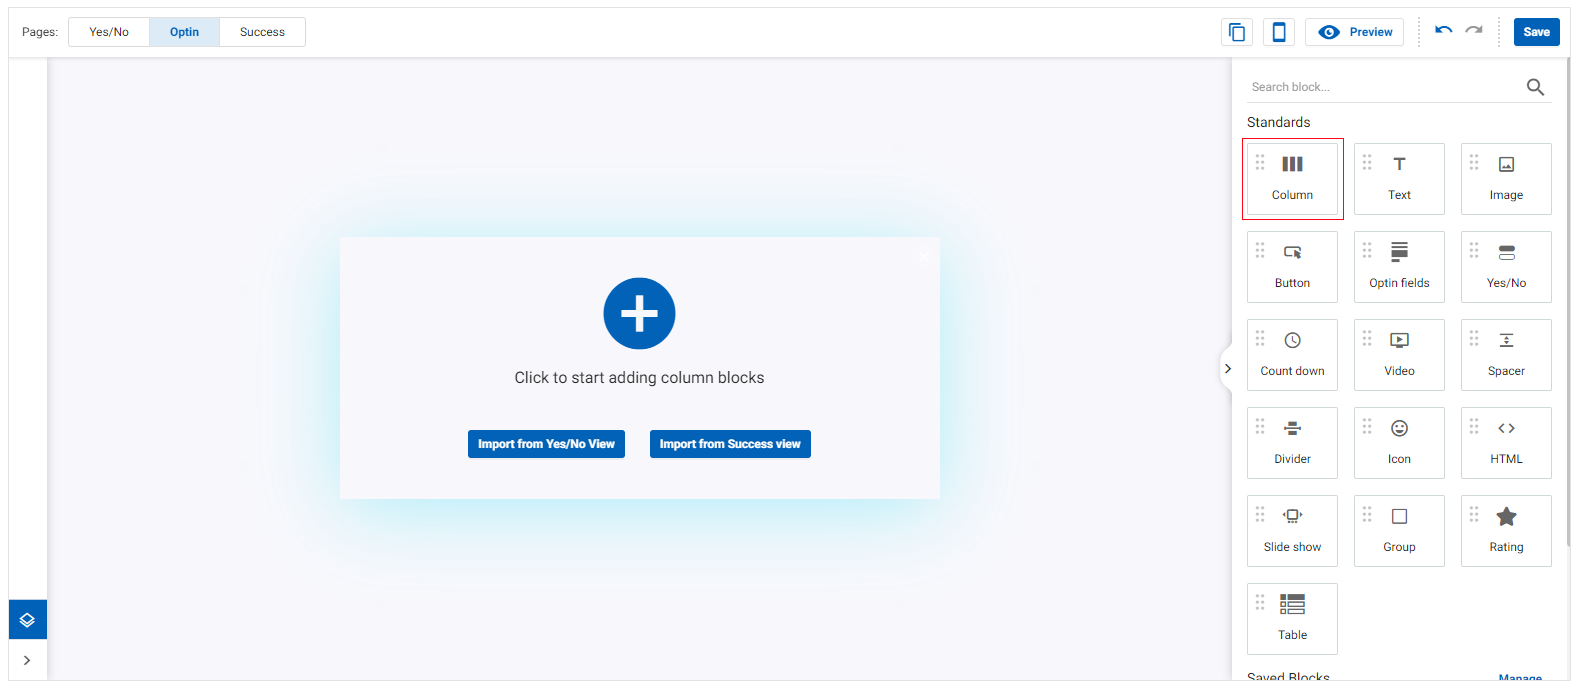 Pages: Yes/No Optin Success Preview Save
Search block...
Standards
Column Text Image
Button Optin fields Yes/No
Count down Video Spacer
Divider Icon HTML
Slide show Group Rating
Table
Saved Blocks Manage
Click to start adding column blocks
Import from Yes/No View Import from Success view